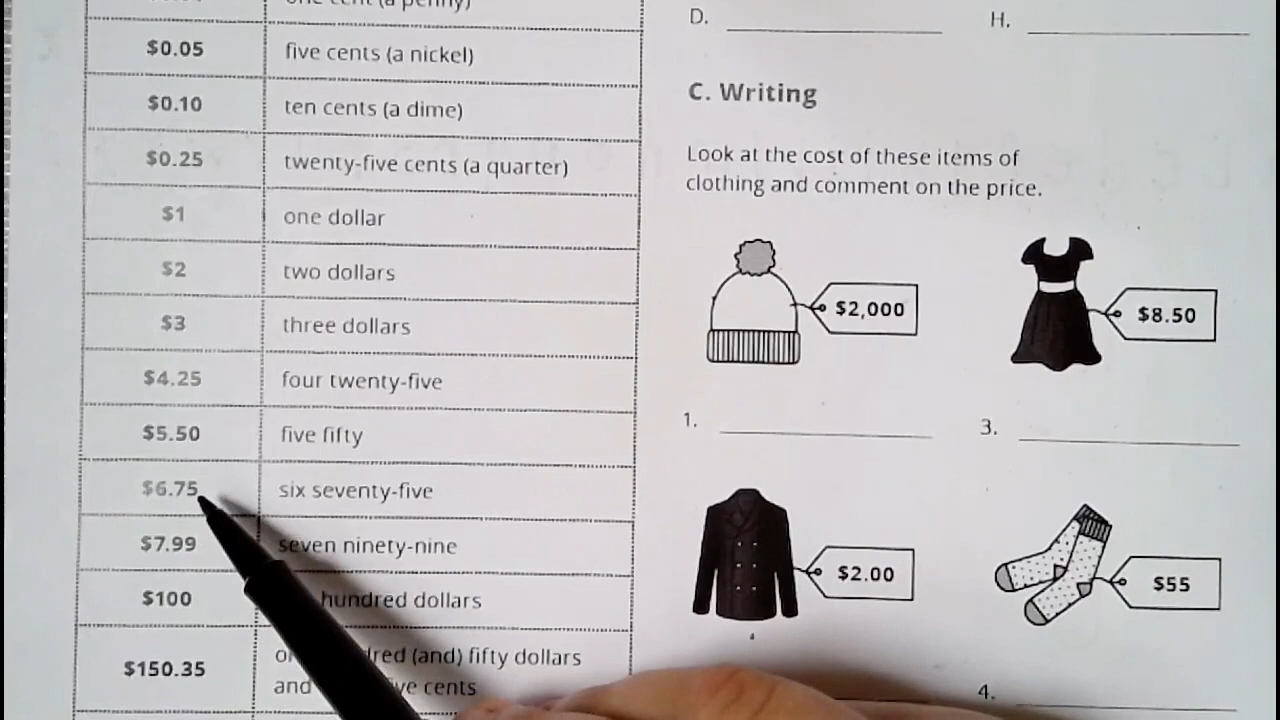 (a penny)
$0.05 five cents (a nickel)
$0.10 ten cents (a dime)
$0.25 twenty-five cents (a quarter)
$1 one dollar
$2 two dollars
$3 three dollars
$4.25 four twenty-five
$5.50 five fifty
$6.75 six seventy-five
$7.99 seven ninety-nine
$100 hundred dollars
$150.35 (and) fifty dollars
and cents
D. H.
C. Writing
Look at the cost of these items of
clothing and comment on the price.
$2,000 $8.50
1. 3.
$2.00 $55
4.